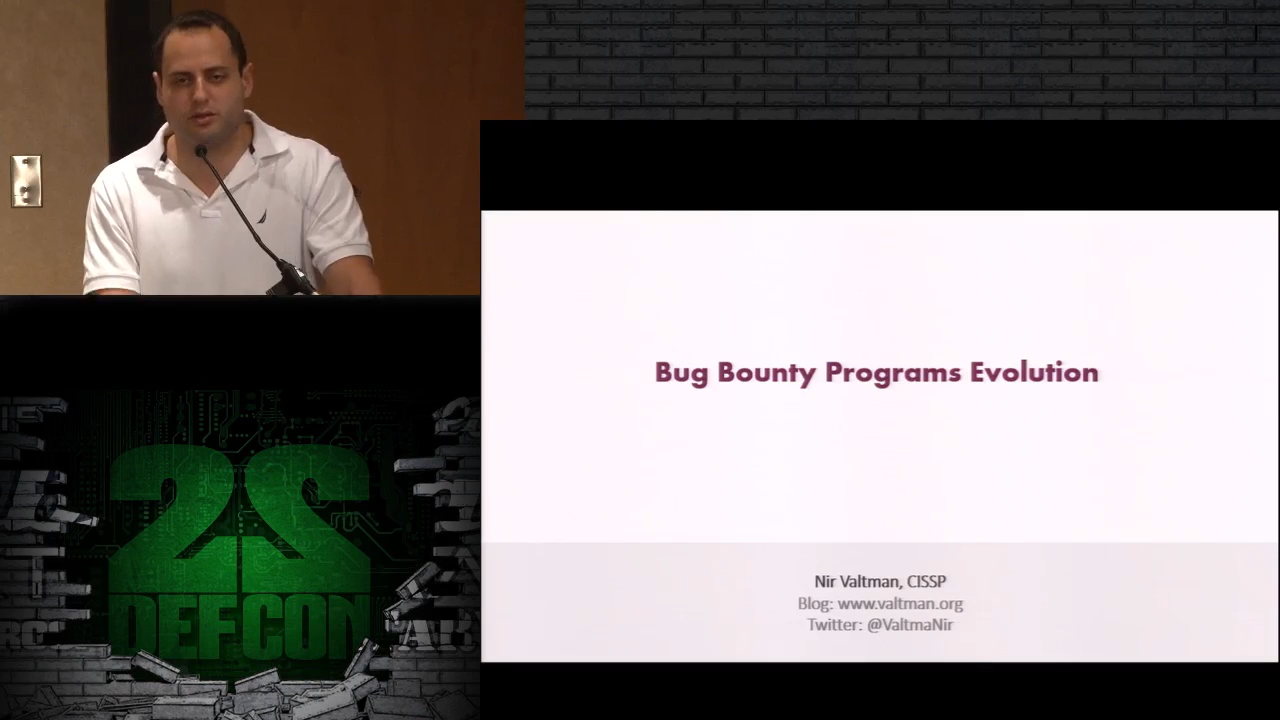 Bug Bounty Programs Evolution
Nir Valtman, CISSP
Blog: www.valtman.org
Twitter: @ValtmaNir
22
DEFCON